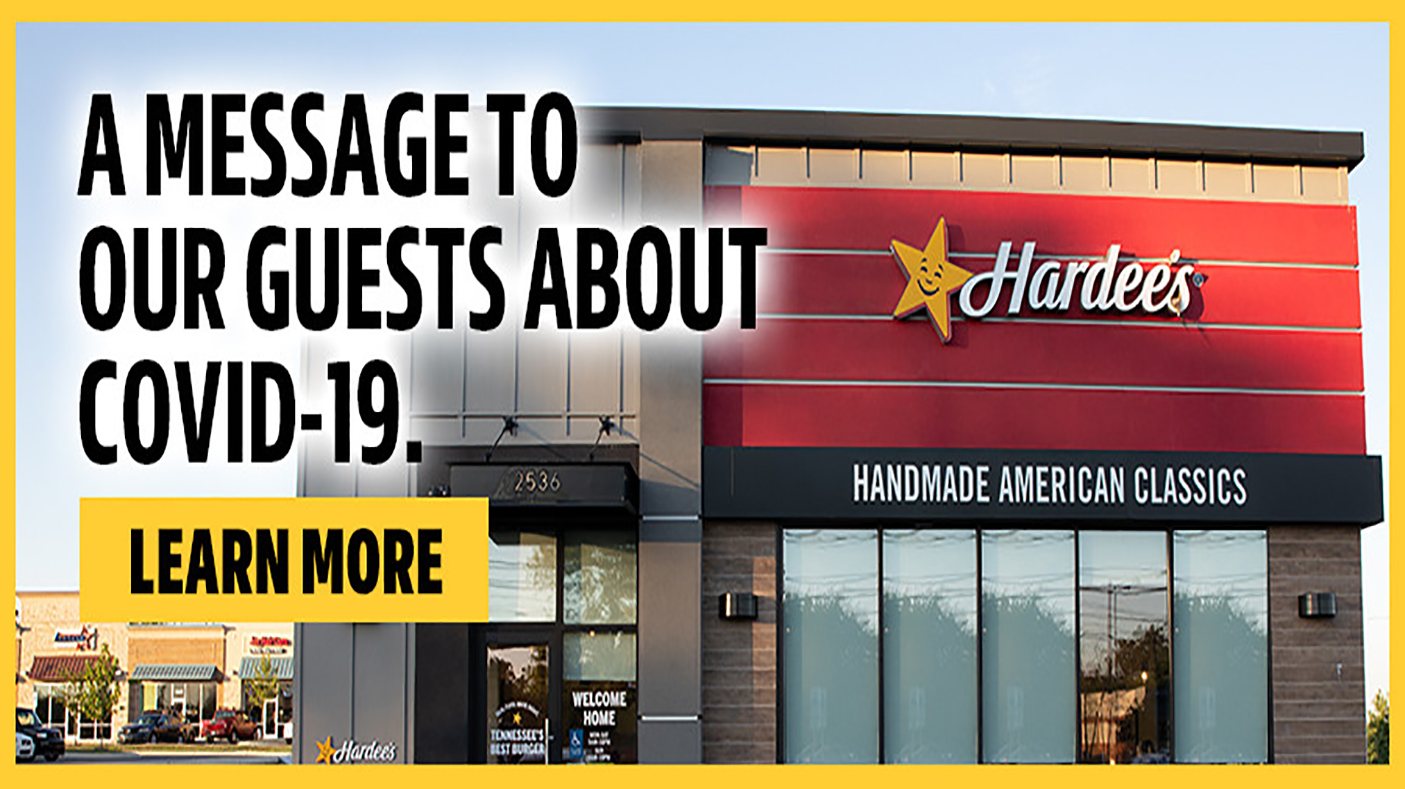 A MESSAGE TO
OUR GUESTS ABOUT
COVID-19.
LEARN MORE
Hardee's
HANDMADE AMERICAN CLASSICS
2536
WELCOME
HOME
TENNESSEE'S
BEST BURGER
Hardee's